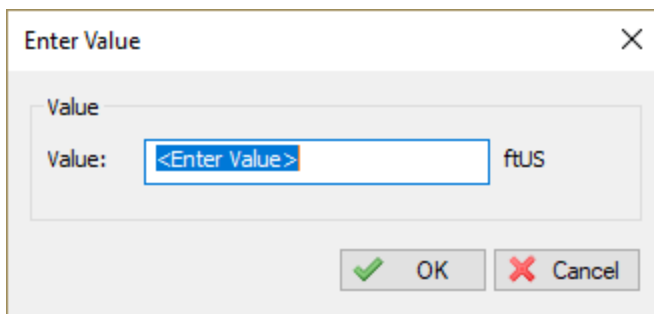 Enter Value
Value
Value: <Enter Value> ftUS
OK Cancel